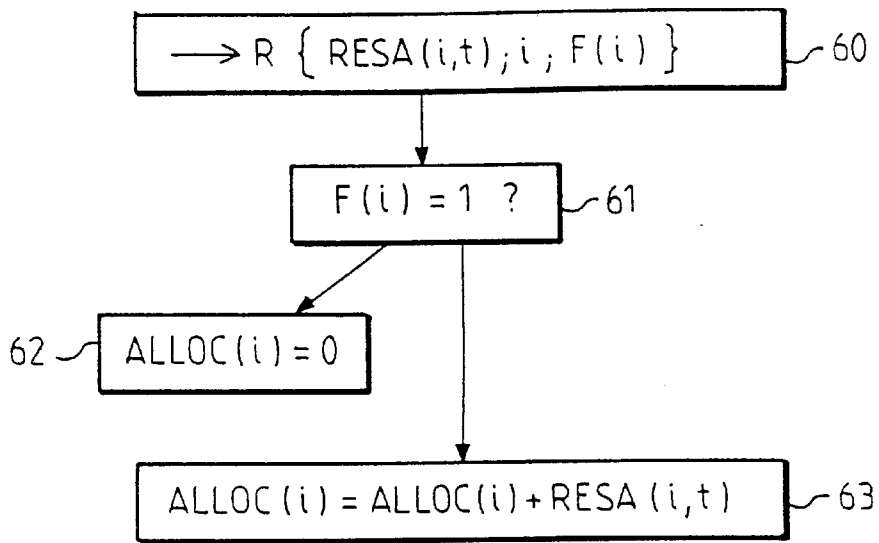 → R { RESA(i,t) ; i ; F(i) } 60
F(i) = 1 ? 61
62 ALLOC(i) = 0
ALLOC(i) = ALLOC(i) + RESA(i,t) 63